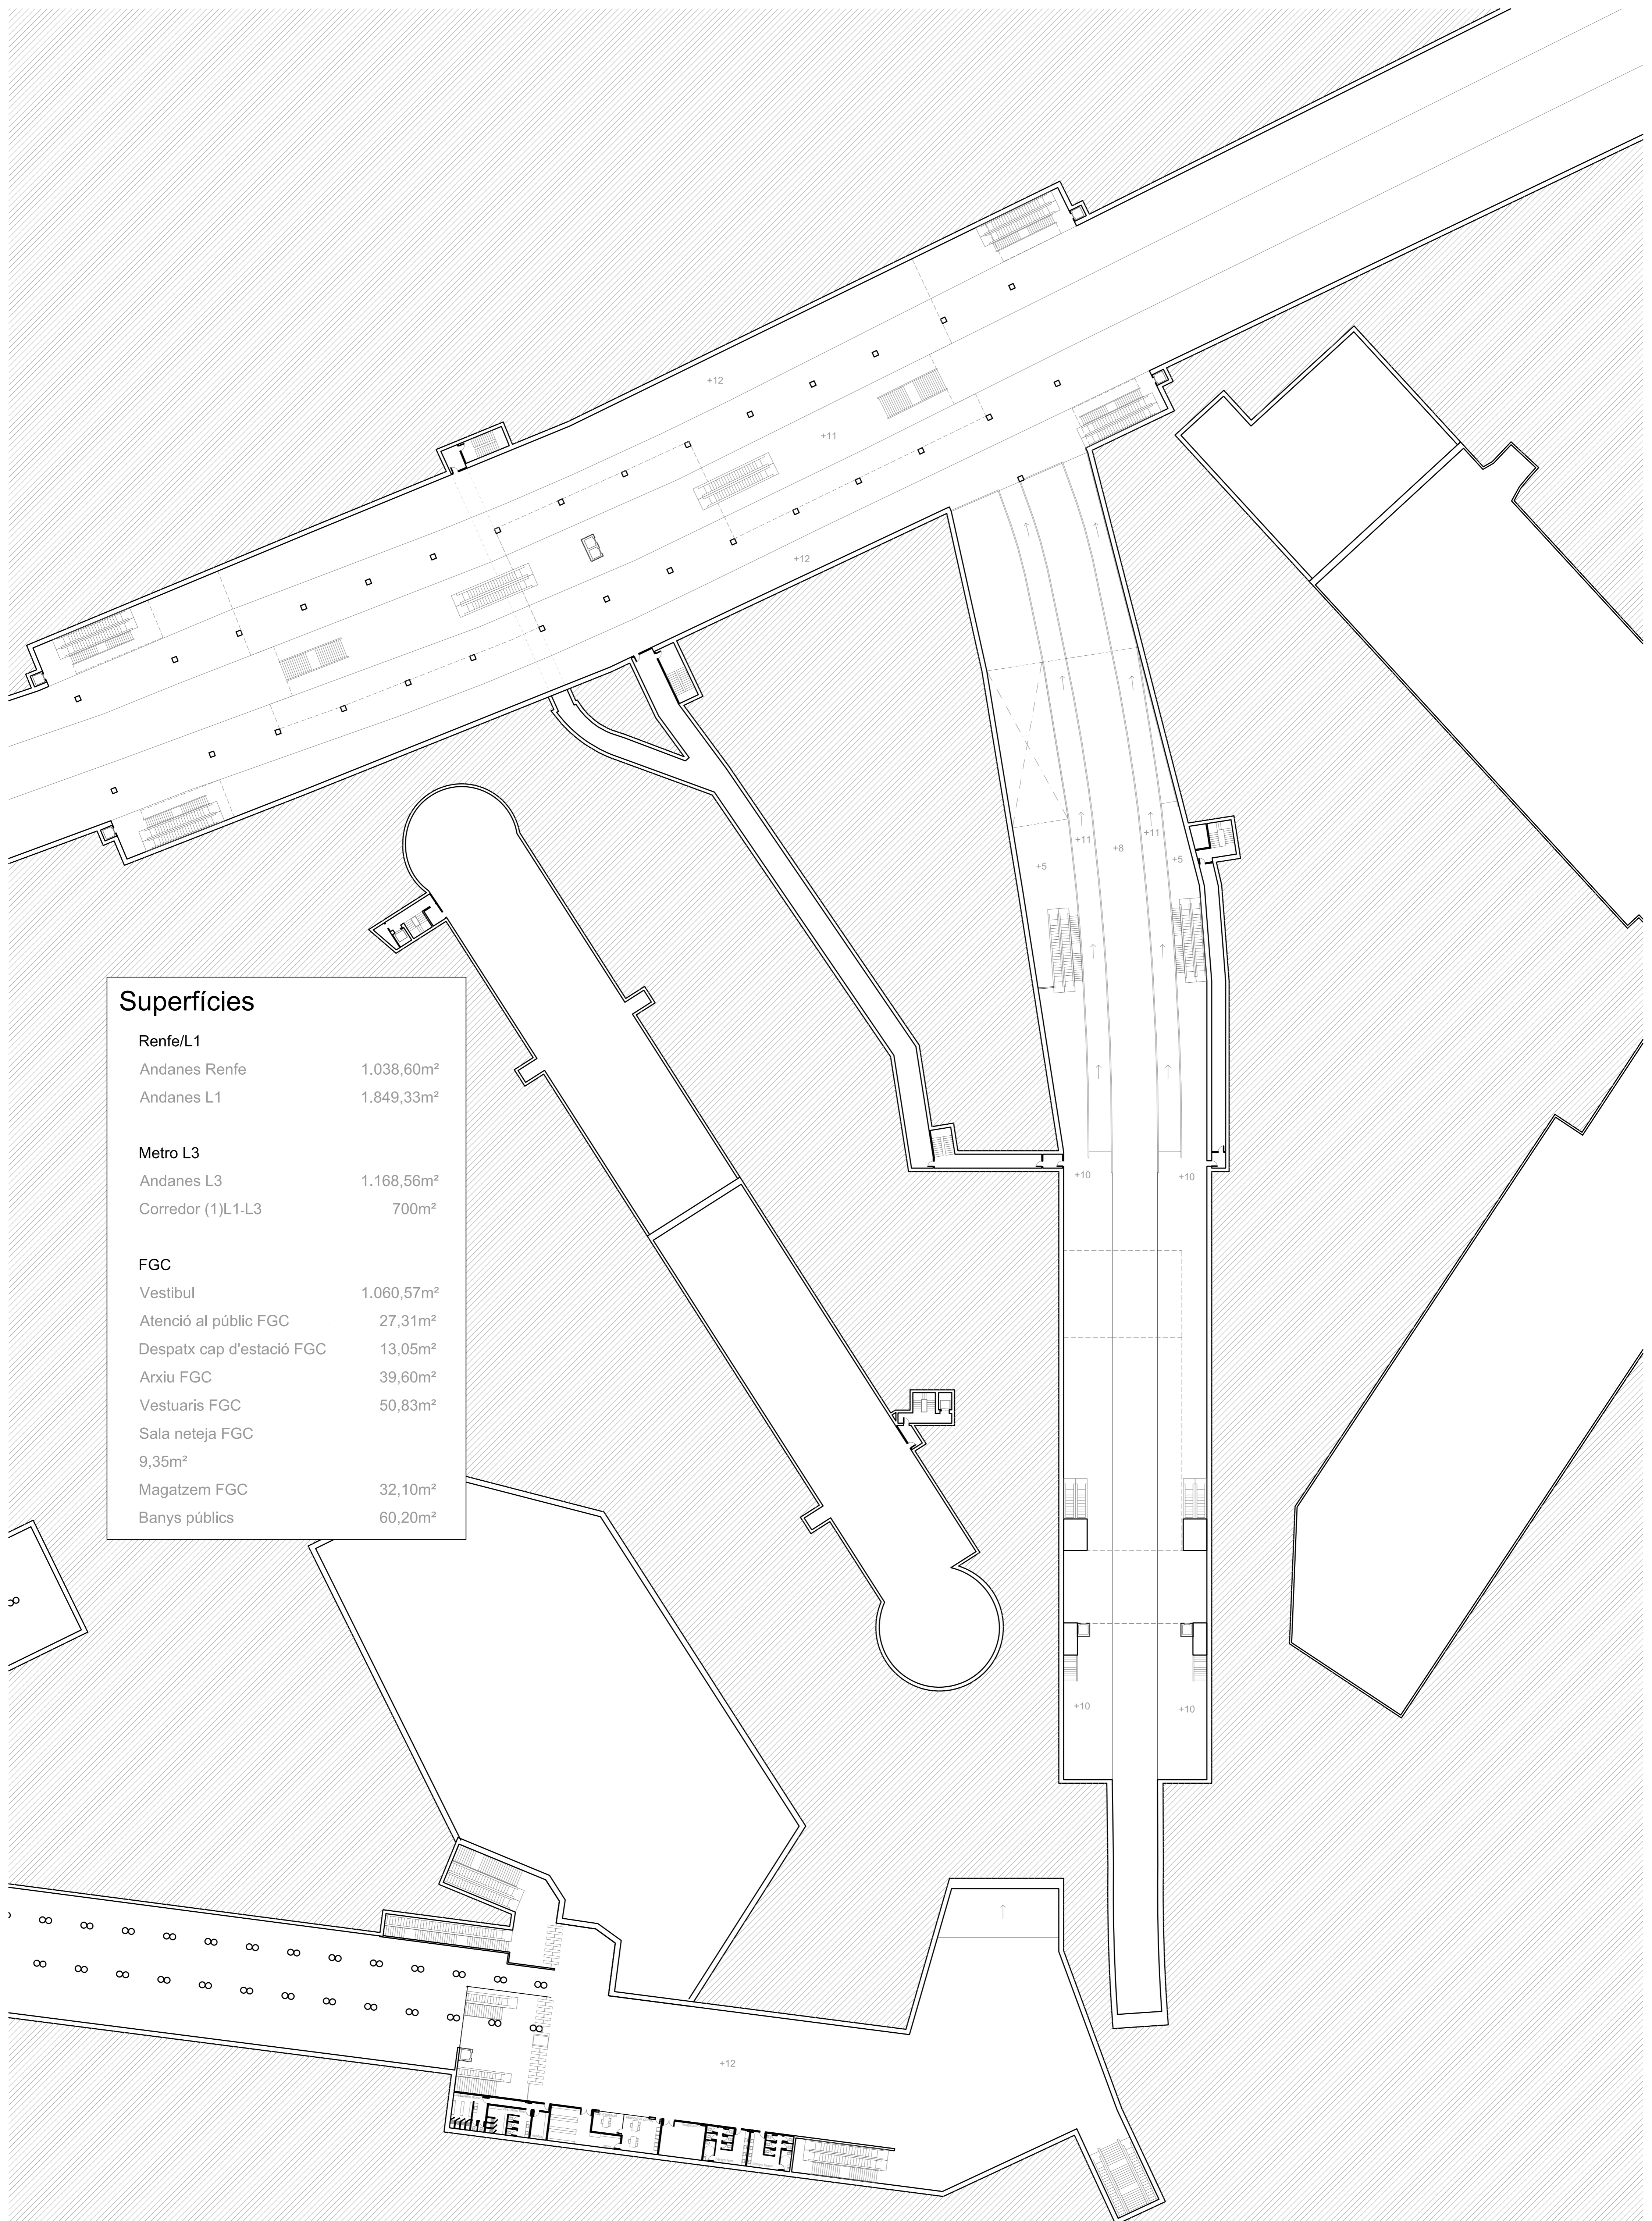 +12
+11
+12
+11
+11
+8
+5
+5
Superfícies
Renfe/L1
Andanes Renfe 1.038,60m²
Andanes L1 1.849,33m²
Metro L3
Andanes L3 1.168,56m²
Corredor (1)L1-L3 700m²
+10
+10
FGC
Vestibul 1.060,57m²
Atenció al públic FGC 27,31m²
Despatx cap d'estació FGC 13,05m²
Arxiu FGC 39,60m²
Vestuaris FGC 50,83m²
Sala neteja FGC
9,35m²
Magatzem FGC 32,10m²
Banys públics 60,20m²
+10
+10
+12